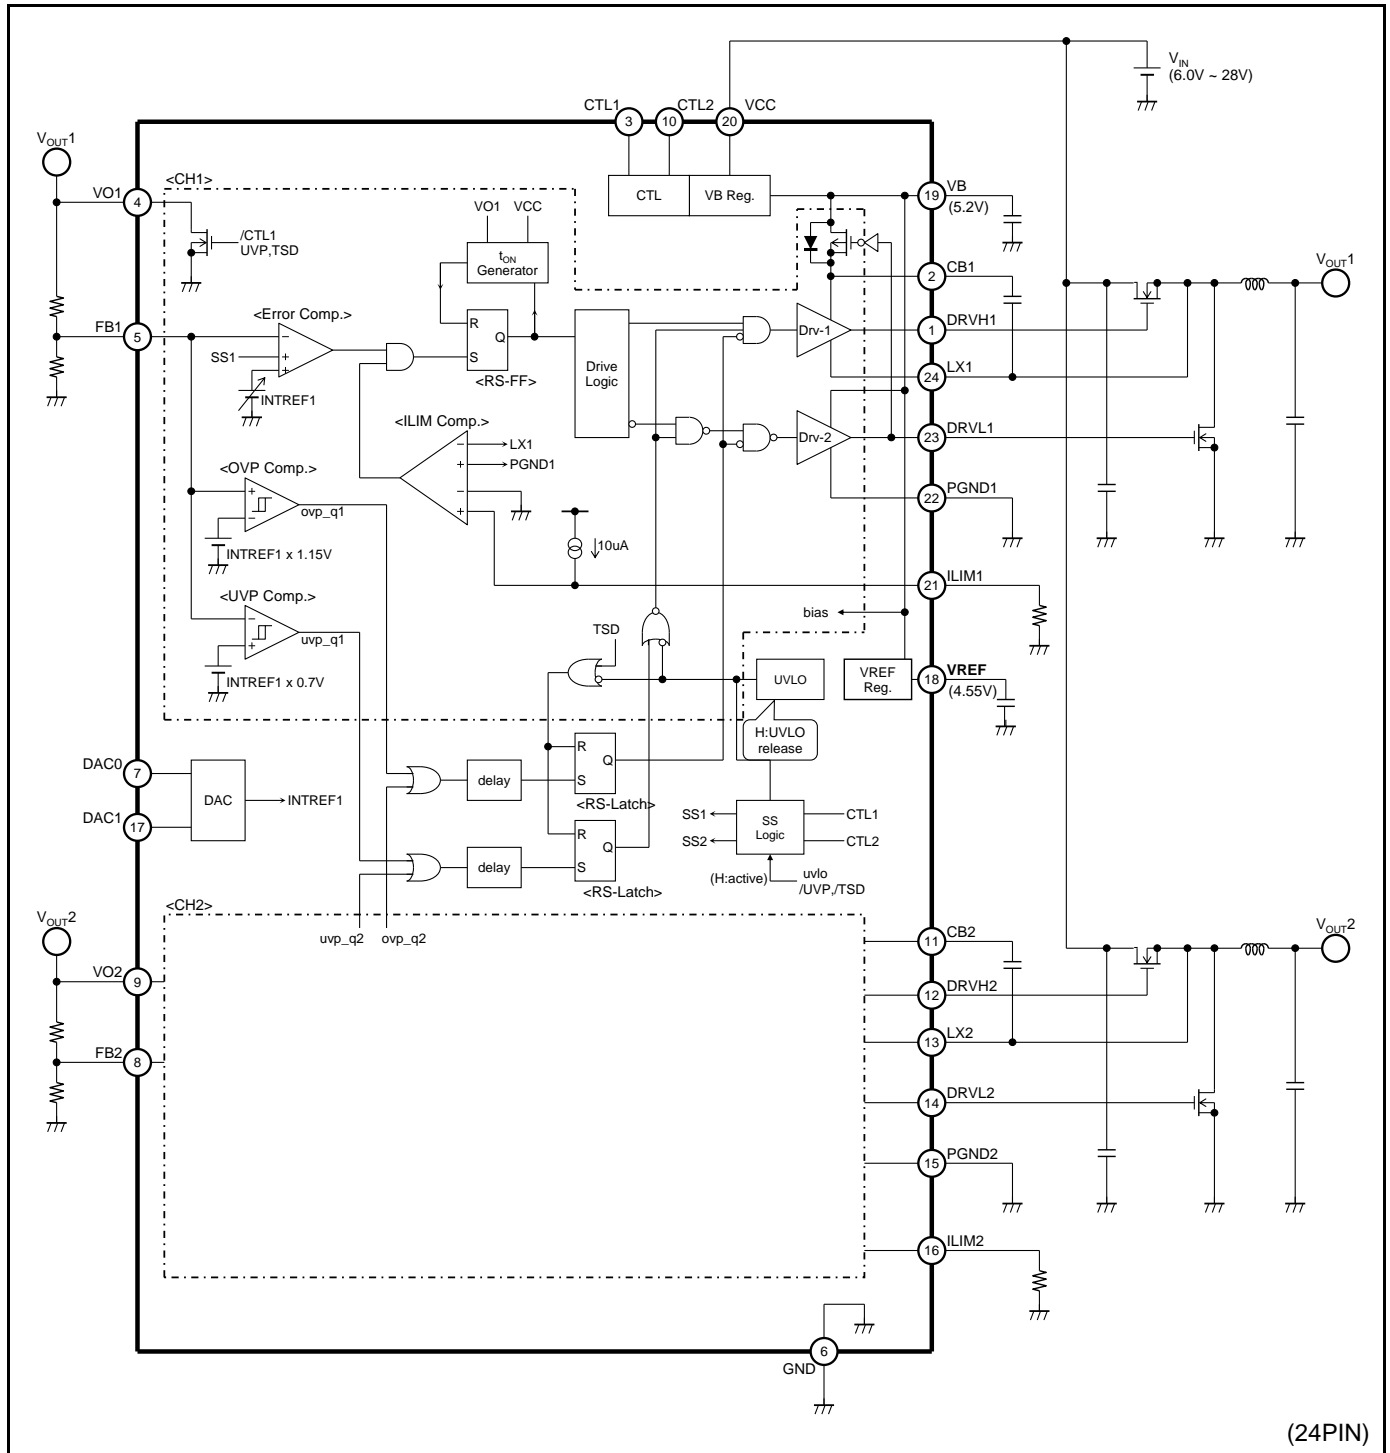 V_IN
(6.0V ~ 28V)
CTL1
CTL2
VCC
3
10
20
V_OUT1
VO1
4
<CH1>
CTL
VB Reg.
19
VB
(5.2V)
VO1
VCC
/CTL1
UVP,TSD
t_ON
Generator
2
CB1
V_OUT1
FB1
5
<Error Comp.>
−
SS1
+
+
INTREF1
R
S
Q
<RS-FF>
Drive
Logic
Drv-1
1
DRVH1
24
LX1
<ILIM Comp.>
−
LX1
+
PGND1
−
+
Drv-2
23
DRVL1
22
PGND1
<OVP Comp.>
+
−
ovp_q1
INTREF1 x 1.15V
10uA
21
ILIM1
<UVP Comp.>
−
+
uvp_q1
INTREF1 x 0.7V
bias
TSD
UVLO
VREF
Reg.
18
VREF
(4.55V)
H:UVLO
release
DAC0
7
DAC
INTREF1
DAC1
17
delay
R
S
Q
<RS-Latch>
delay
R
S
Q
<RS-Latch>
SS1
SS2
SS
Logic
CTL1
CTL2
(H:active)
uvlo
/UVP,/TSD
V_OUT2
<CH2>
uvp_q2
ovp_q2
VO2
9
FB2
8
11
CB2
V_OUT2
12
DRVH2
13
LX2
14
DRVL2
15
PGND2
16
ILIM2
6
GND
(24PIN)